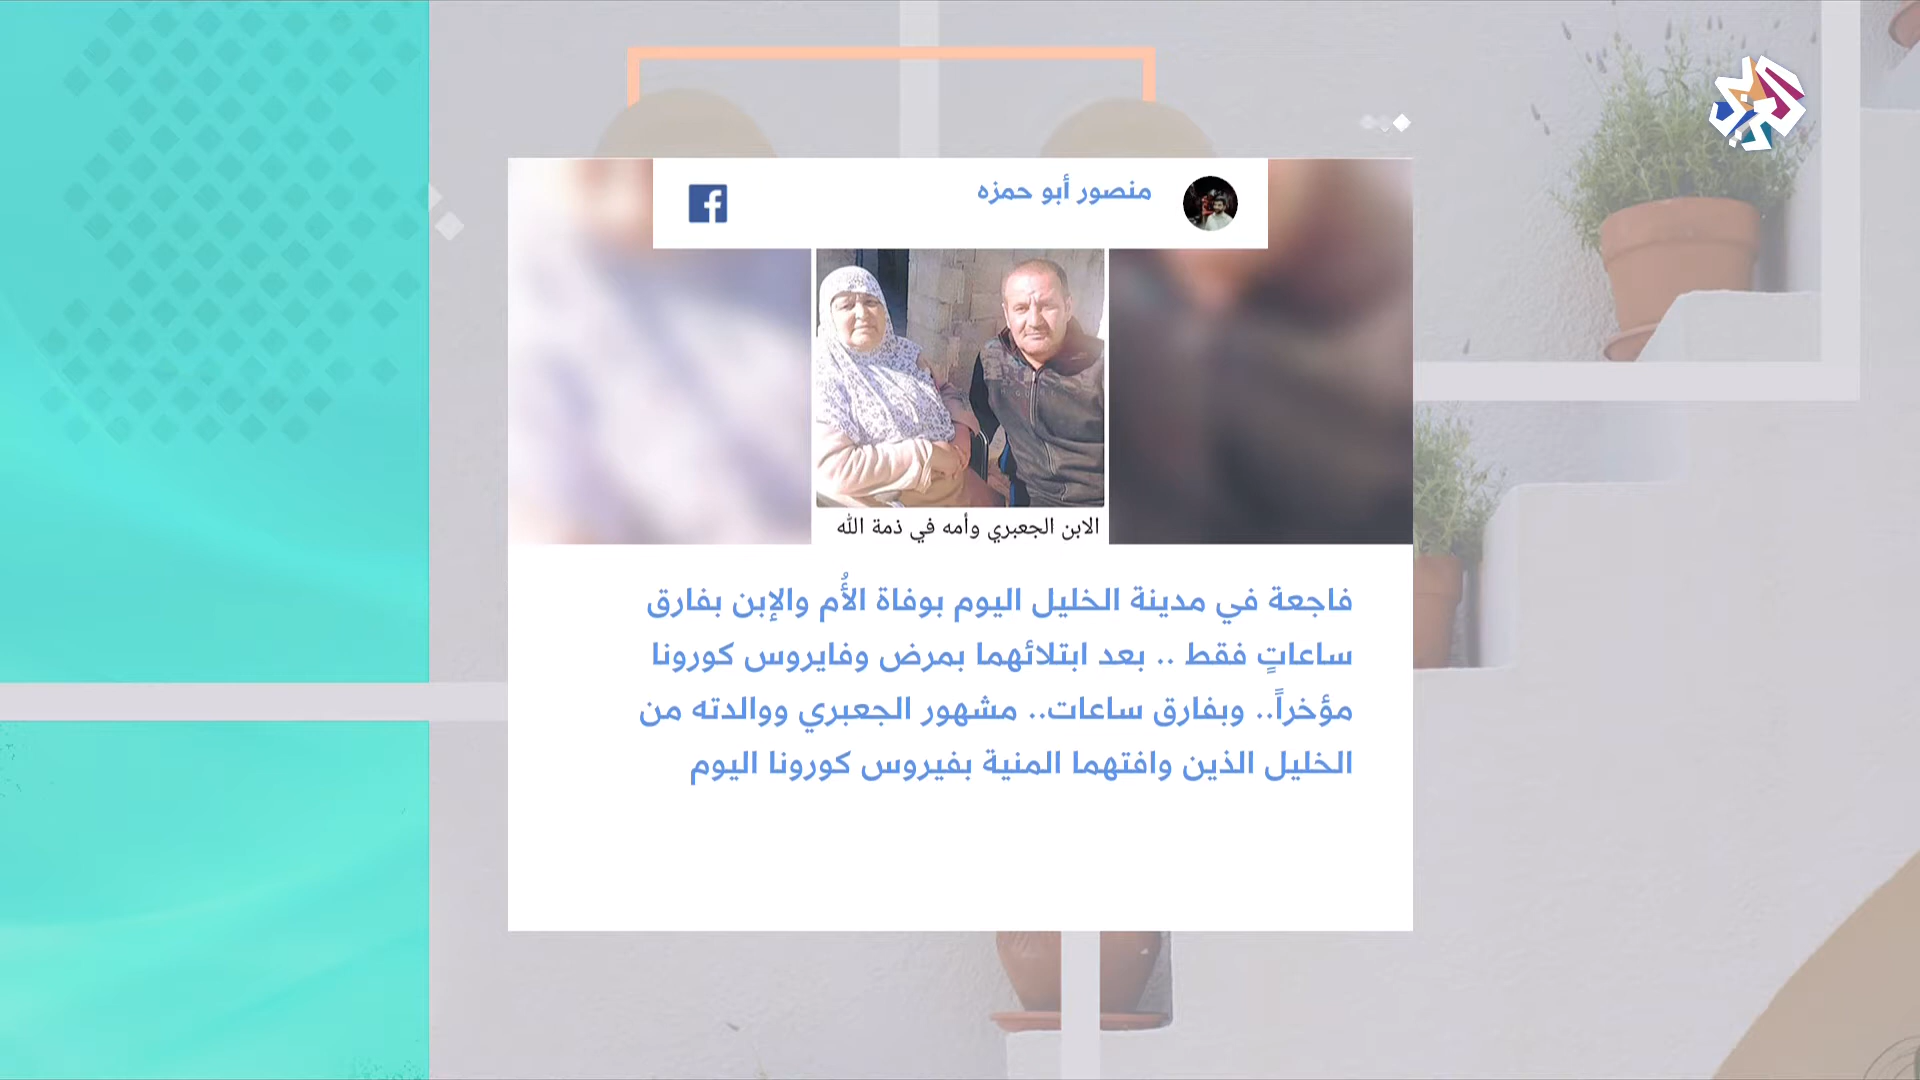 منصور أبو حمزه
الابن الجعبري وأمه في ذمة الله
فاجعة في مدينة الخليل اليوم بوفاة الأُم والإبن بفارق
ساعاتٍ فقط .. بعد ابتلائهما بمرض وفايروس كورونا
مؤخراً.. وبفارق ساعات.. مشهور الجعبري ووالدته من
الخليل الذين وافتهما المنية بفيروس كورونا اليوم